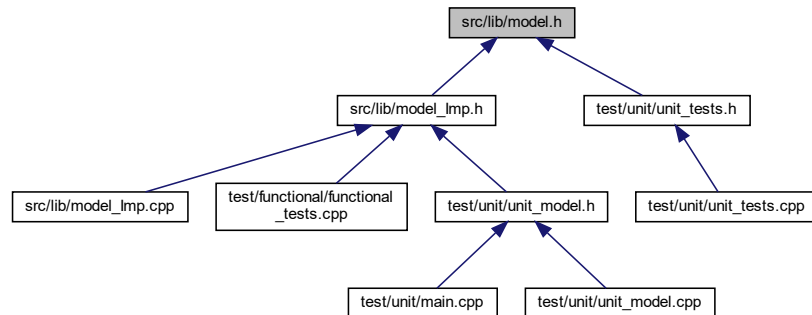 src/lib/model.h
src/lib/model_Imp.h
test/unit/unit_tests.h
src/lib/model_Imp.cpp
test/functional/functional
_tests.cpp
test/unit/unit_model.h
test/unit/unit_tests.cpp
test/unit/main.cpp
test/unit/unit_model.cpp